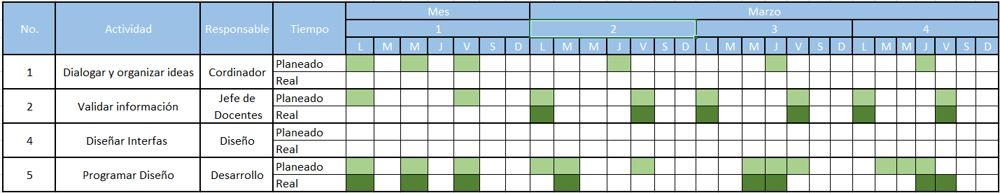 Mes Marzo
No. Actividad Responsable Tiempo 1 2 3 4
L M M J V S D L M M J V S D L M M J V S D L M M J V S D
1 Dialogar y organizar ideas Cordinador Planeado
Real
2 Validar información Jefe de Docentes Planeado
Real
4 Diseñar Interfas Diseño Planeado
Real
5 Programar Diseño Desarrollo Planeado
Real